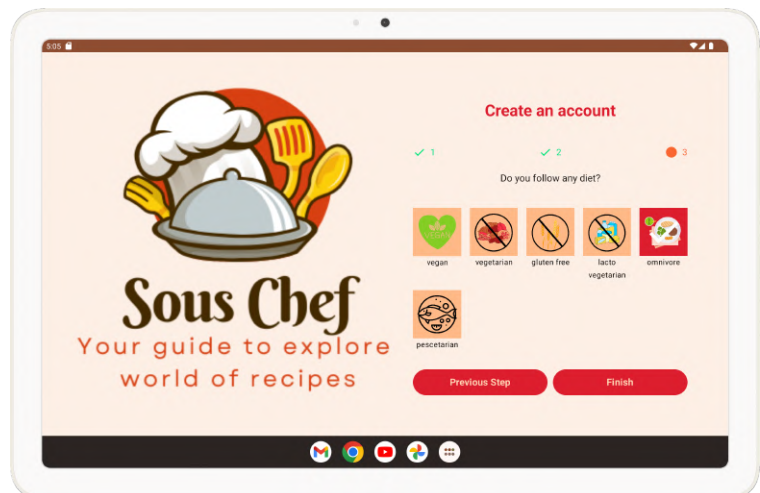 5:05
Create an account
1
2
3
Do you follow any diet?
VEGAN
vegan
vegetarian
gluten free
lacto
vegetarian
omnivore
pescetarian
Previous Step
Finish
Sous Chef
Your guide to explore
world of recipes